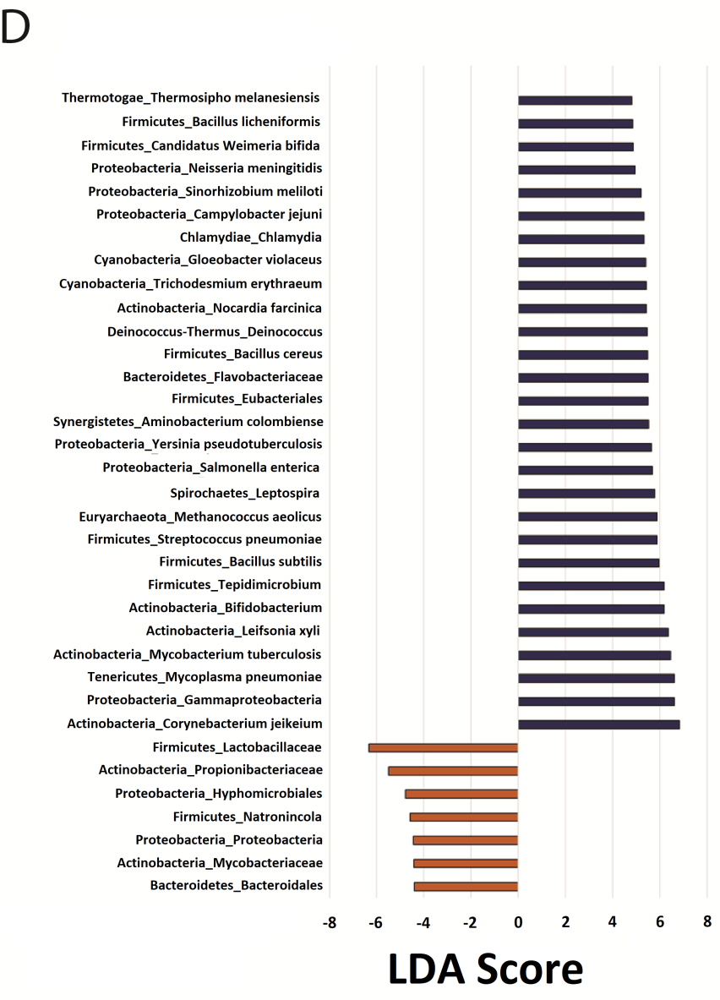 D
Thermotogae_Thermosipho melanesiensis
Firmicutes_Bacillus licheniformis
Firmicutes_Candidatus Weimeria bifida
Proteobacteria_Neisseria meningitidis
Proteobacteria_Sinorhizobium meliloti
Proteobacteria_Campylobacter jejuni
Chlamydiae_Chlamydia
Cyanobacteria_Gloeobacter violaceus
Cyanobacteria_Trichodesmium erythraeum
Actinobacteria_Nocardia farcinica
Deinococcus-Thermus_Deinococcus
Firmicutes_Bacillus cereus
Bacteroidetes_Flavobacteriaceae
Firmicutes_Eubacteriales
Synergistetes_Aminobacterium colombiense
Proteobacteria_Yersinia pseudotuberculosis
Proteobacteria_Salmonella enterica
Spirochaetes_Leptospira
Euryarchaeota_Methanococcus aeolicus
Firmicutes_Streptococcus pneumoniae
Firmicutes_Bacillus subtilis
Firmicutes_Tepidimicrobium
Actinobacteria_Bifidobacterium
Actinobacteria_Leifsonia xyli
Actinobacteria_Mycobacterium tuberculosis
Tenericutes_Mycoplasma pneumoniae
Proteobacteria_Gammaproteobacteria
Actinobacteria_Corynebacterium jeikeium
Firmicutes_Lactobacillaceae
Actinobacteria_Propionibacteriaceae
Proteobacteria_Hyphomicrobiales
Firmicutes_Natronincola
Proteobacteria_Proteobacteria
Actinobacteria_Mycobacteriaceae
Bacteroidetes_Bacteroidales
-8 -6 -4 -2 0 2 4 6 8
LDA Score